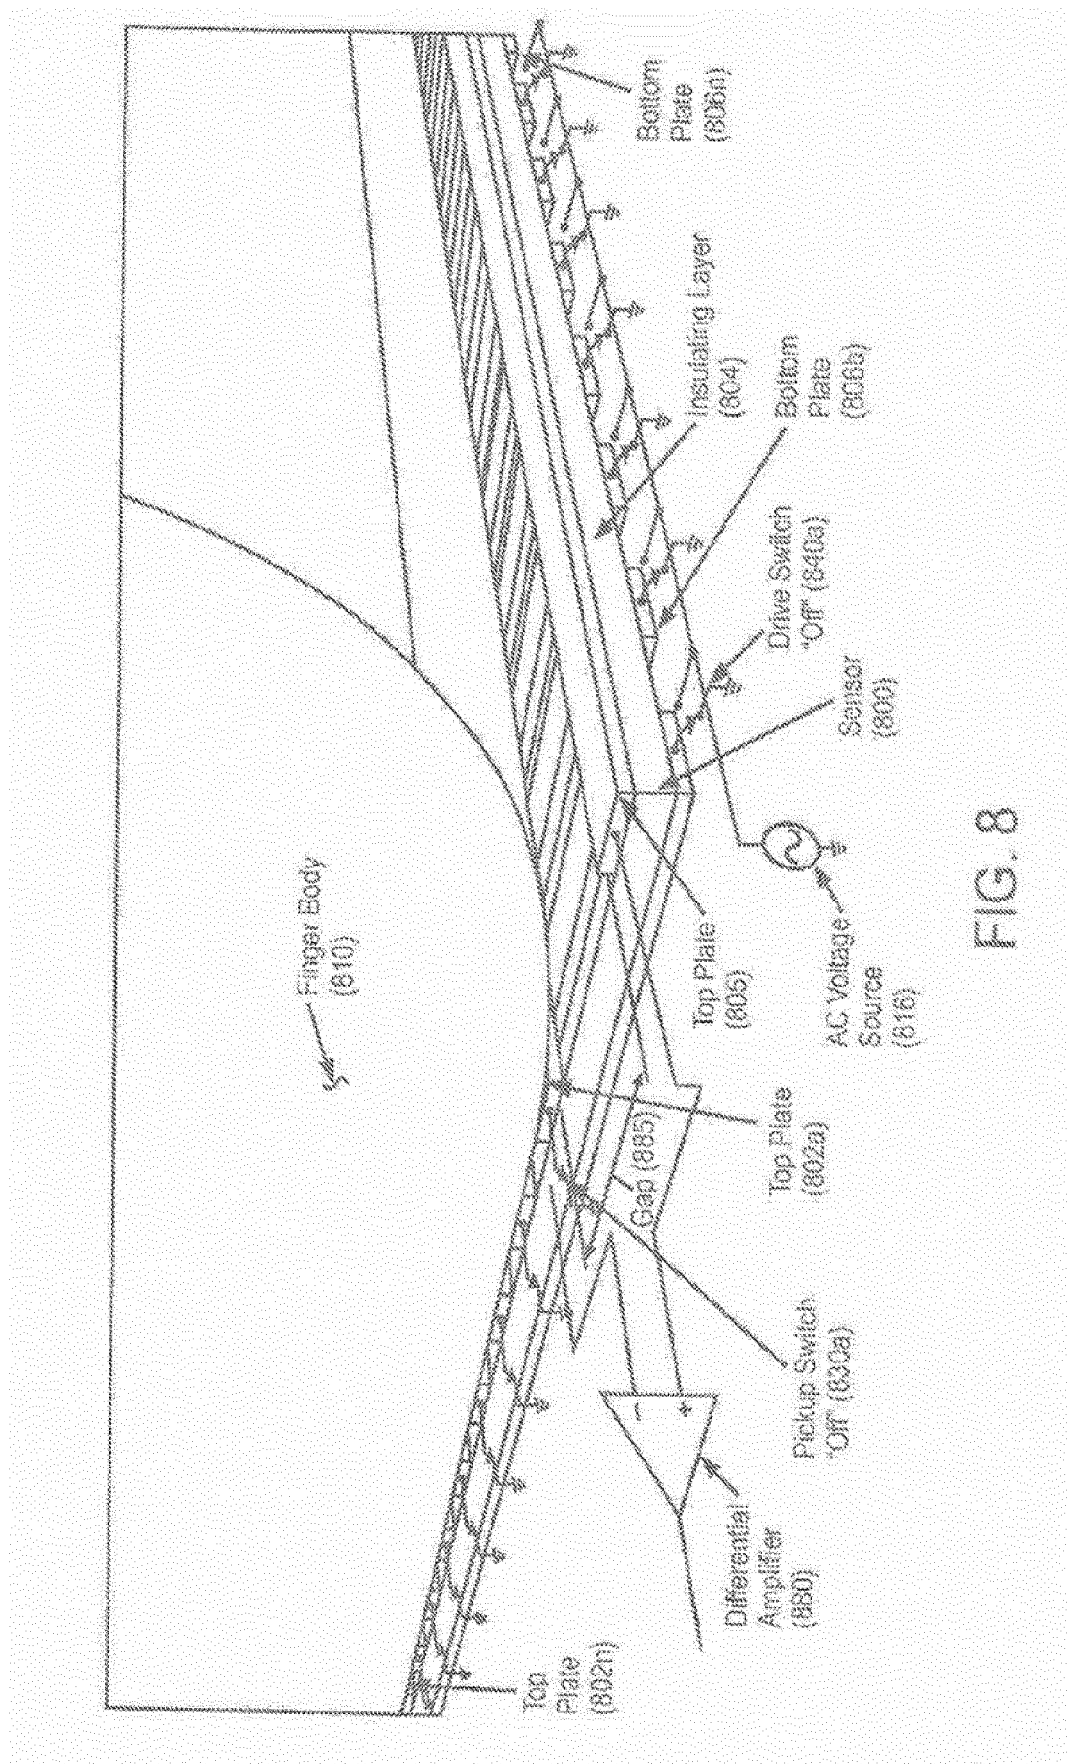 Finger Body
(810)
Bottom
Plate
(806n)
Insulating Layer
(804)
Bottom
Plate
(806b)
Drive Switch
"Off" (840a)
Sensor
(800)
Top Plate
(805)
AC Voltage
Source
(816)
Top Plate
(802a)
Gap (885)
Pickup Switch
"Off" (830a)
Differential
Amplifier
(880)
Top
Plate
(802n)
-
+
FIG. 8